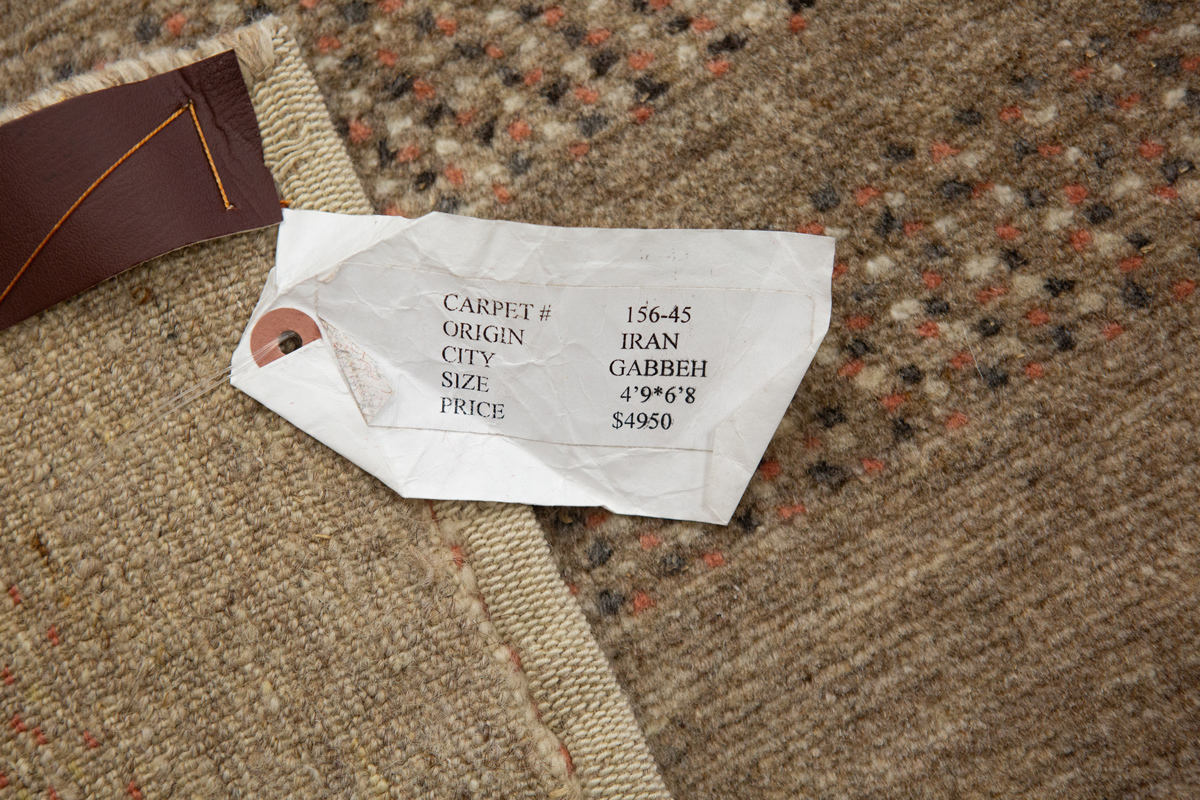 CARPET # 156-45
ORIGIN IRAN
CITY GABBEH
SIZE 4'9*6'8
PRICE $4950